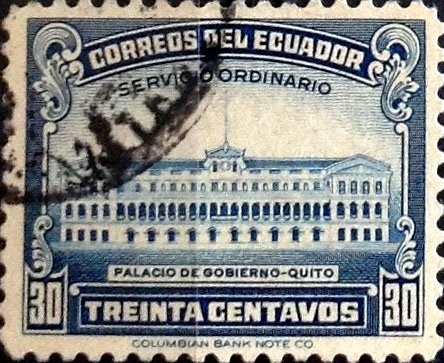 CORREOS DEL ECUADOR
SERVICIO ORDINARIO
PALACIO DE GOBIERNO-QUITO
30 TREINTA CENTAVOS 30
COLUMBIAN BANK NOTE CO